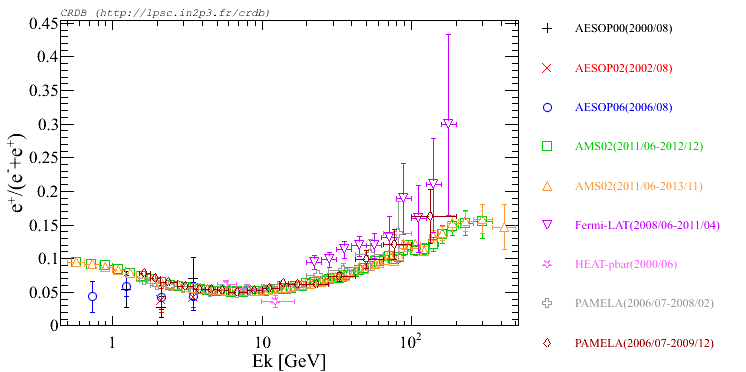 CRDB (http://lpsc.in2p3.fr/crdb)
e⁺/(e⁻+e⁺)
0.45
0.4
0.35
0.3
0.25
0.2
0.15
0.1
0.05
0
1
10
10²
Ek [GeV]
AESOP00(2000/08)
AESOP02(2002/08)
AESOP06(2006/08)
AMS02(2011/06-2012/12)
AMS02(2011/06-2013/11)
Fermi-LAT(2008/06-2011/04)
HEAT-pbar(2000/06)
PAMELA(2006/07-2008/02)
PAMELA(2006/07-2009/12)